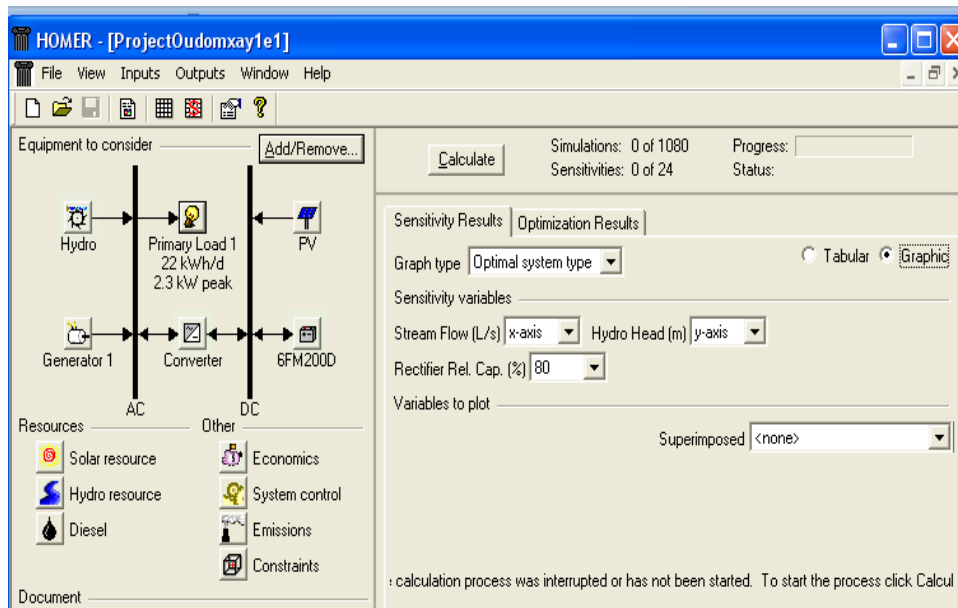 HOMER - [ProjectOudomxay1e1]
File View Inputs Outputs Window Help
Equipment to consider
Add/Remove...
Hydro
Primary Load 1
22 kWh/d
2.3 kW peak
PV
Generator 1
Converter
6FM200D
AC
DC
Resources
Other
Solar resource
Economics
Hydro resource
System control
Diesel
Emissions
Constraints
Document
Calculate
Simulations: 0 of 1080
Progress:
Sensitivities: 0 of 24
Status:
Sensitivity Results
Optimization Results
Graph type Optimal system type
Tabular Graphic
Sensitivity variables
Stream Flow (L/s) x-axis Hydro Head (m) y-axis
Rectifier Rel. Cap. (%) 80
Variables to plot
Superimposed <none>
calculation process was interrupted or has not been started. To start the process click Calcul